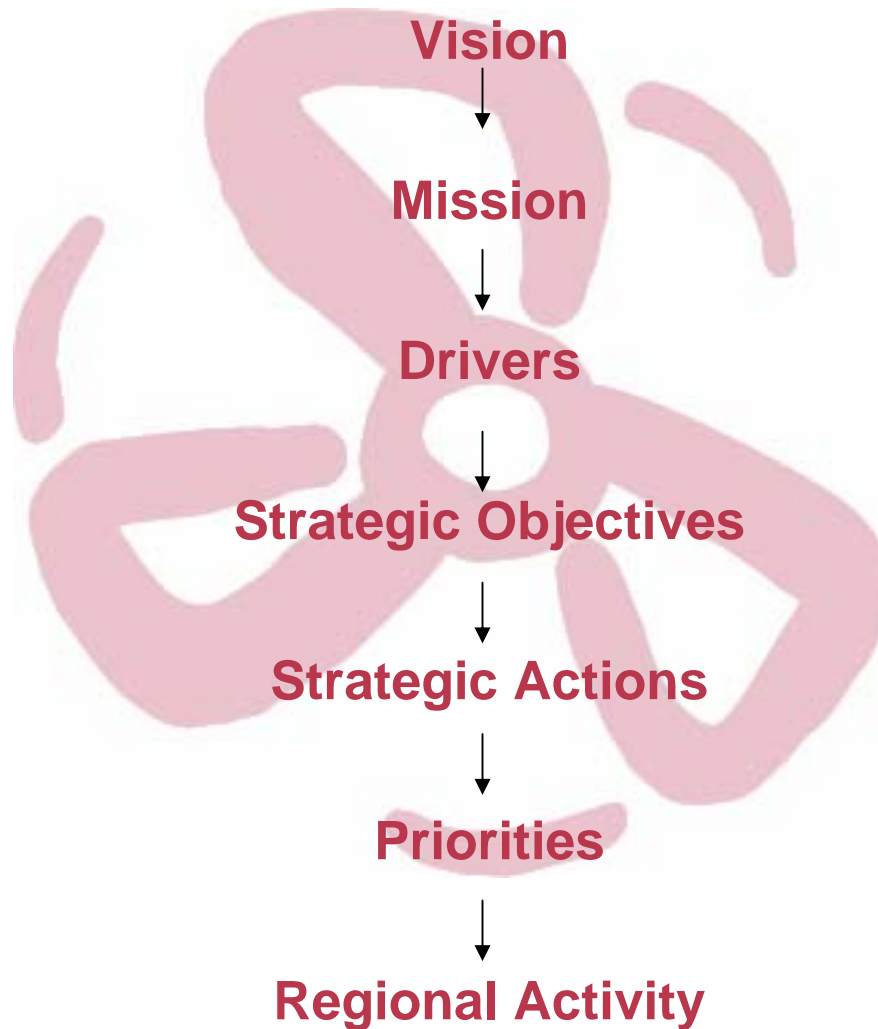 Vision
Mission
Drivers
Strategic Objectives
Strategic Actions
Priorities
Regional Activity